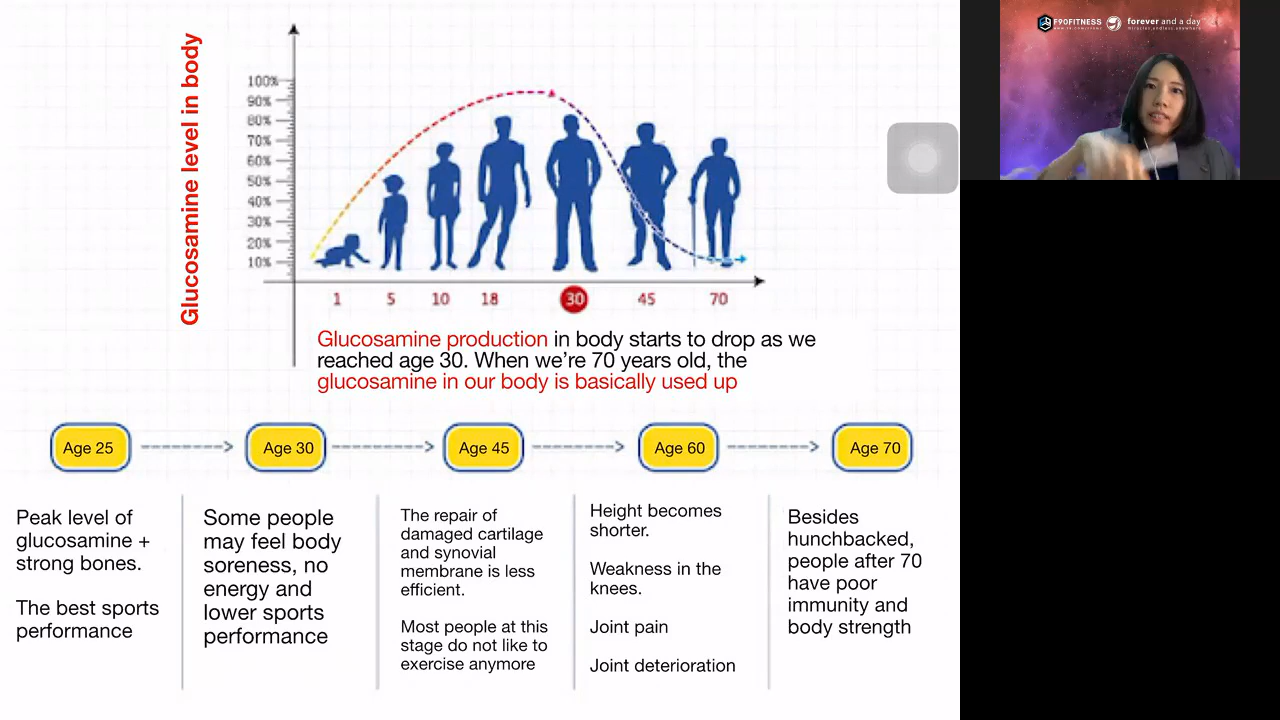 Glucosamine level in body
100%
90%
80%
70%
60%
50%
40%
30%
20%
10%
1 5 10 18 30 45 70
Glucosamine production in body starts to drop as we
reached age 30. When we're 70 years old, the
glucosamine in our body is basically used up
Age 25
Age 30
Age 45
Age 60
Age 70
Peak level of
glucosamine +
strong bones.
The best sports
performance
Some people
may feel body
soreness, no
energy and
lower sports
performance
The repair of
damaged cartilage
and synovial
membrane is less
efficient.
Most people at this
stage do not like to
exercise anymore
Height becomes
shorter.
Weakness in the
knees.
Joint pain
Joint deterioration
Besides
hunchbacked,
people after 70
have poor
immunity and
body strength
F90FITNESS
forever and a day